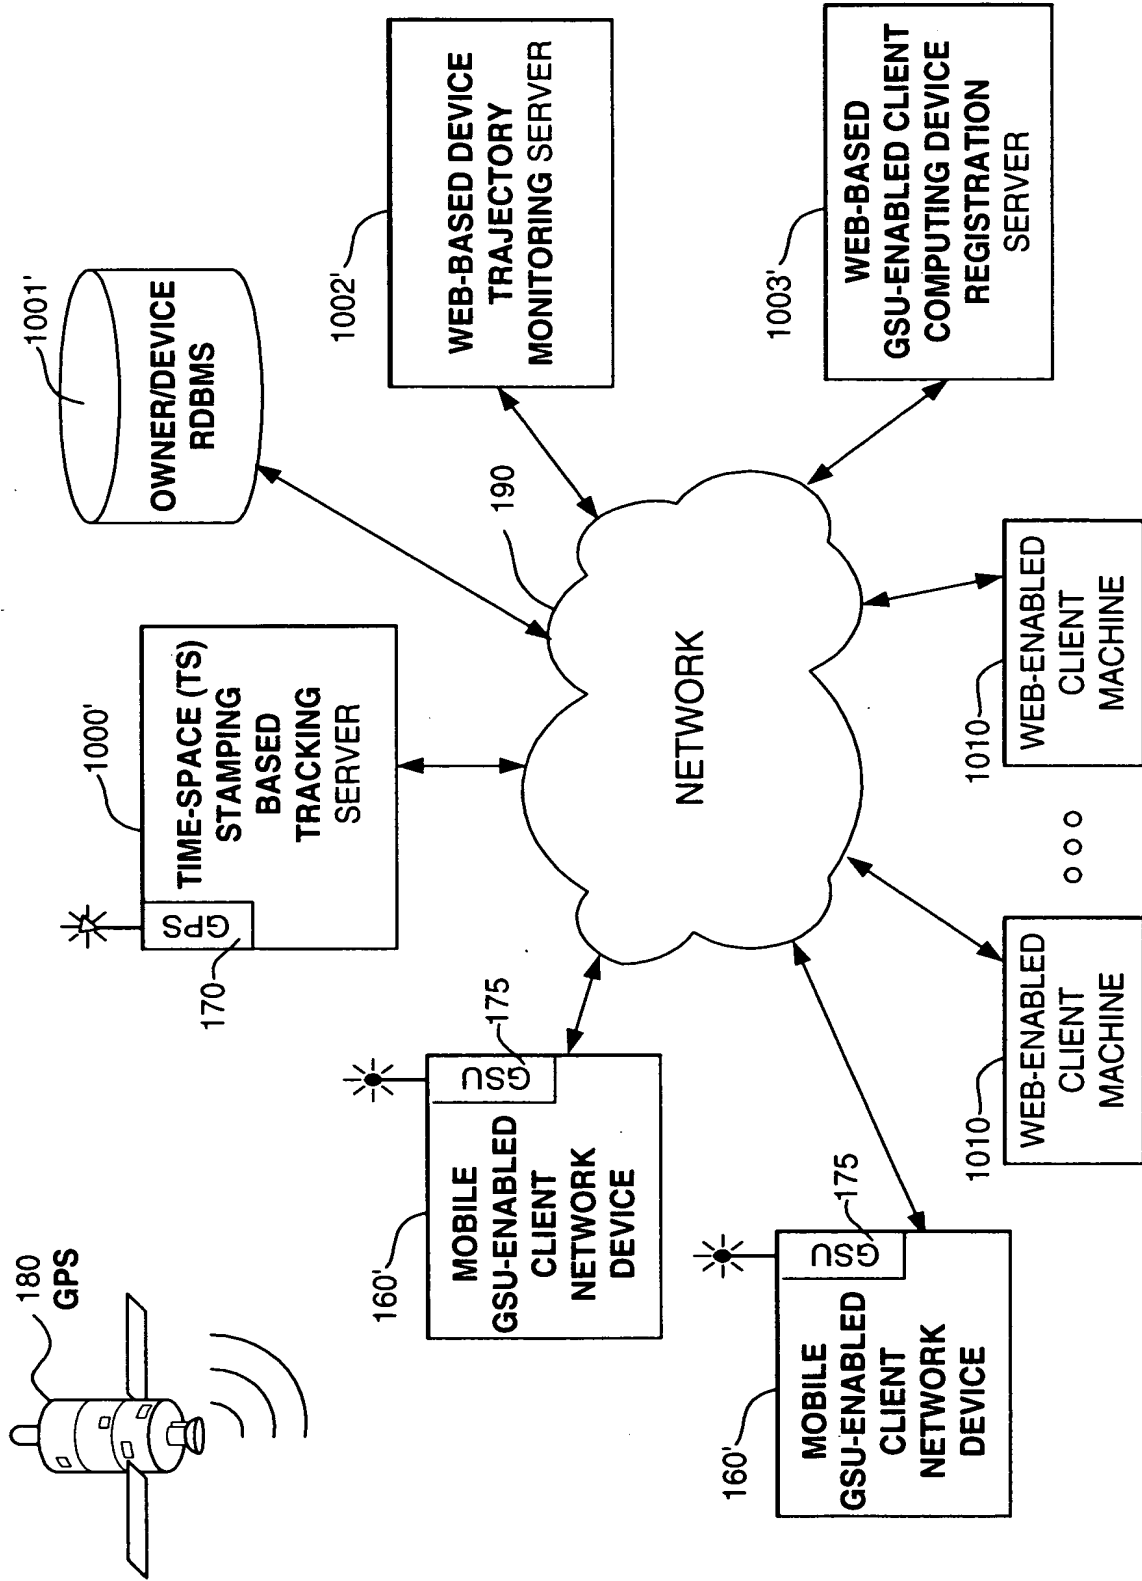 180
GPS
170
GPS
1000'
TIME-SPACE (TS)
STAMPING
BASED
TRACKING
SERVER
1001'
OWNER/DEVICE
RDBMS
160'
MOBILE
GSU-ENABLED
CLIENT
NETWORK
DEVICE
GSU
175
190
NETWORK
1002'
WEB-BASED DEVICE
TRAJECTORY
MONITORING SERVER
160'
MOBILE
GSU-ENABLED
CLIENT
NETWORK
DEVICE
GSU
175
1003'
WEB-BASED
GSU-ENABLED CLIENT
COMPUTING DEVICE
REGISTRATION
SERVER
1010
WEB-ENABLED
CLIENT
MACHINE
1010
WEB-ENABLED
CLIENT
MACHINE